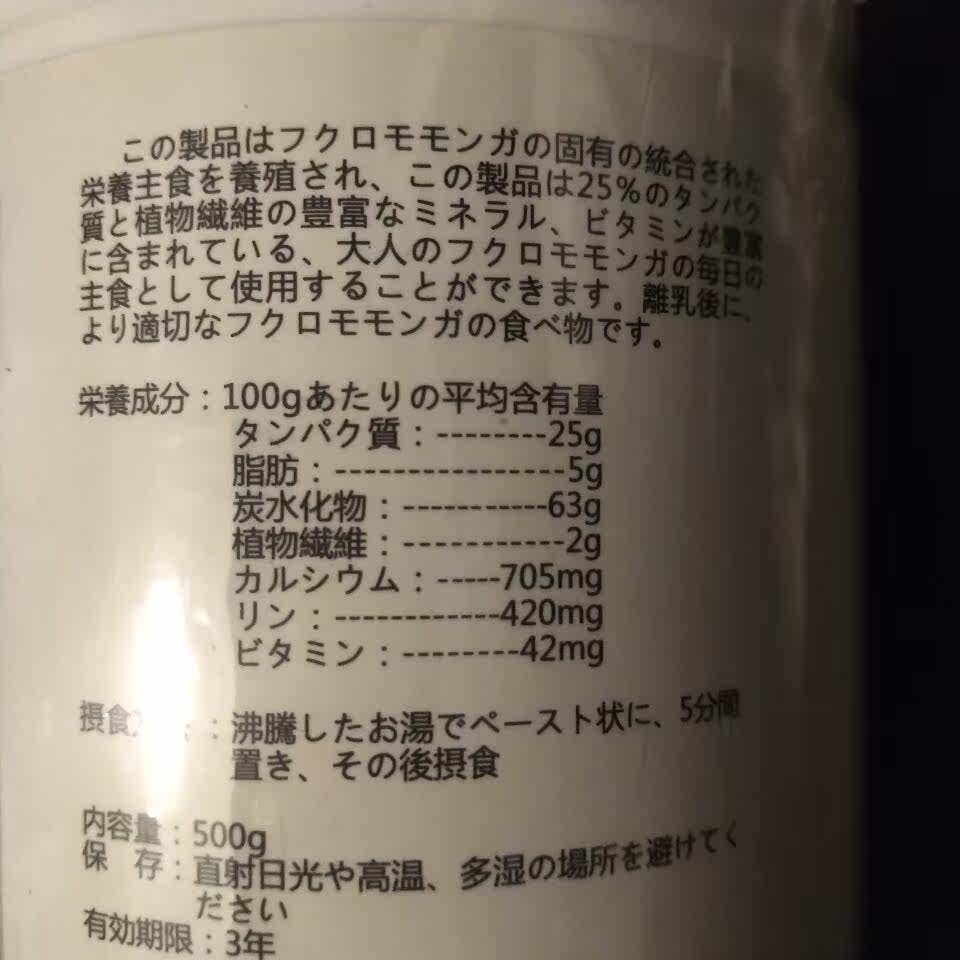 この製品はフクロモモンガの固有の統合された
栄養主食を養殖され、この製品は25%のタンパク
質と植物繊維の豊富なミネラル、ビタミンが豊富
に含まれている、大人のフクロモモンガの毎日の
主食として使用することができます。離乳後に、
より適切なフクロモモンガの食べ物です。
栄養成分：100gあたりの平均含有量
タンパク質：--------25g
脂肪：---------------5g
炭水化物：-----------63g
植物繊維：------------2g
カルシウム：-----705mg
リン：------------420mg
ビタミン：--------42mg
摂食 ：沸騰したお湯でペースト状に、5分間
置き、その後摂食
内容量：500g
保 存：直射日光や高温、多湿の場所を避けてく
ださい
有効期限：3年